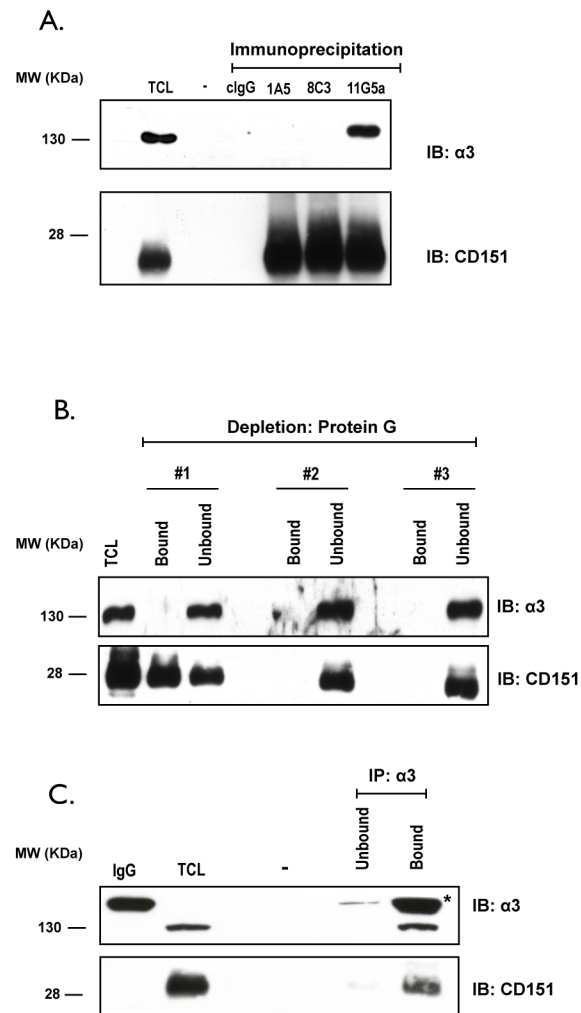 A.
Immunoprecipitation
MW (KDa)
TCL - cIgG 1A5 8C3 11G5a
130
IB: α3
28
IB: CD151
B.
Depletion: Protein G
#1 #2 #3
MW (KDa)
TCL Bound Unbound Bound Unbound Bound Unbound
130
IB: α3
28
IB: CD151
C.
IP: α3
MW (KDa)
IgG TCL - Unbound Bound
*
IB: α3
130
28
IB: CD151